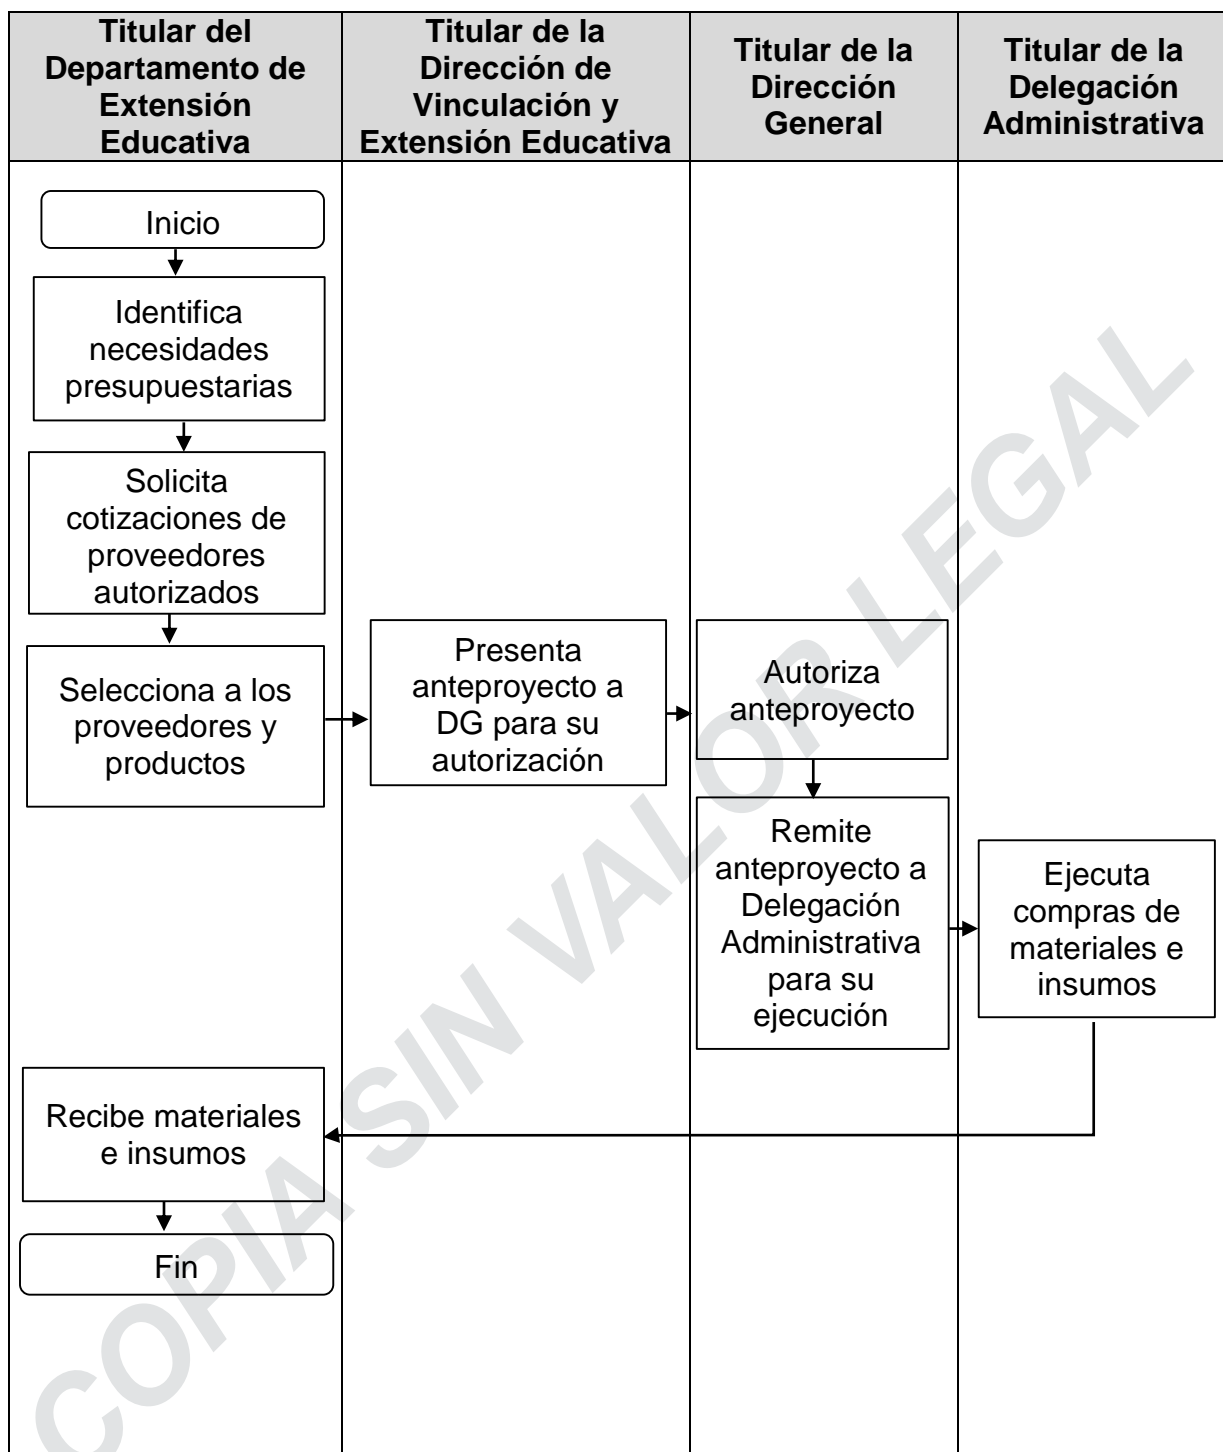 Titular del
Departamento de
Extensión
Educativa
Titular de la
Dirección de
Vinculación y
Extensión Educativa
Titular de la
Dirección
General
Titular de la
Delegación
Administrativa
Inicio
Identifica
necesidades
presupuestarias
Solicita
cotizaciones de
proveedores
autorizados
Selecciona a los
proveedores y
productos
Presenta
anteproyecto a
DG para su
autorización
Autoriza
anteproyecto
Remite
anteproyecto a
Delegación
Administrativa
para su
ejecución
Ejecuta
compras de
materiales e
insumos
Recibe materiales
e insumos
Fin
COPIA SIN VALOR LEGAL